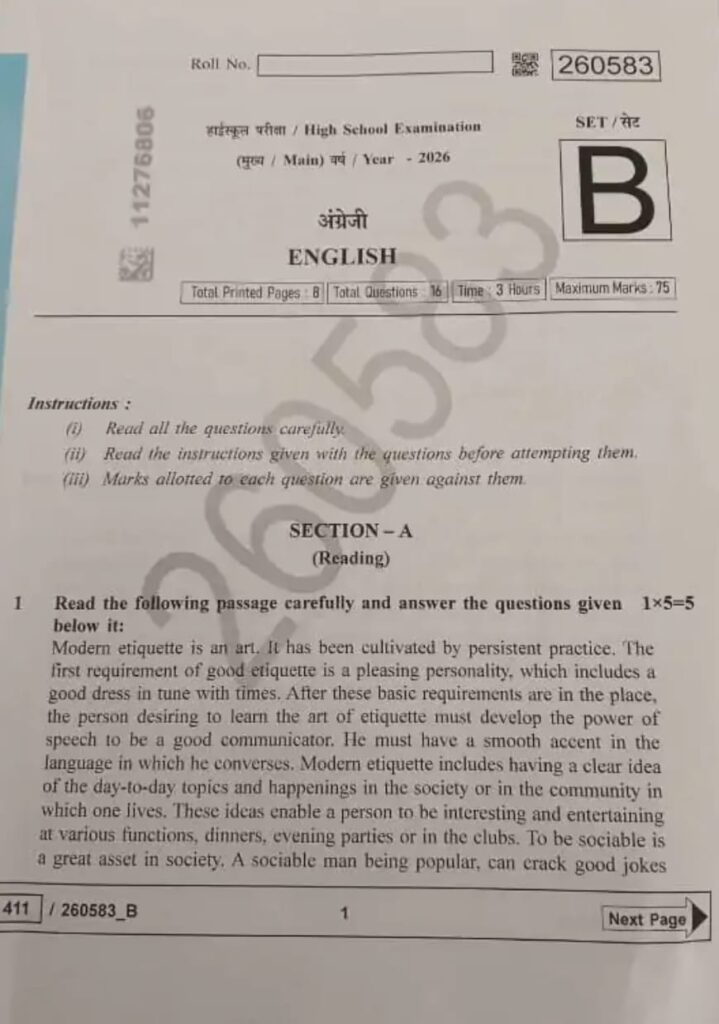 Roll No.
260583
11276806
हाईस्कूल परीक्षा / High School Examination
(मुख्य / Main) वर्ष / Year - 2026
SET / सेट
B
अंग्रेजी
ENGLISH
Total Printed Pages : 8 Total Questions : 16 Time : 3 Hours Maximum Marks : 75
260583
Instructions :
(i) Read all the questions carefully.
(ii) Read the instructions given with the questions before attempting them.
(iii) Marks allotted to each question are given against them.
SECTION – A
(Reading)
1 Read the following passage carefully and answer the questions given 1×5=5
below it:
Modern etiquette is an art. It has been cultivated by persistent practice. The
first requirement of good etiquette is a pleasing personality, which includes a
good dress in tune with times. After these basic requirements are in the place,
the person desiring to learn the art of etiquette must develop the power of
speech to be a good communicator. He must have a smooth accent in the
language in which he converses. Modern etiquette includes having a clear idea
of the day-to-day topics and happenings in the society or in the community in
which one lives. These ideas enable a person to be interesting and entertaining
at various functions, dinners, evening parties or in the clubs. To be sociable is
a great asset in society. A sociable man being popular, can crack good jokes
411 / 260583_B
1
Next Page